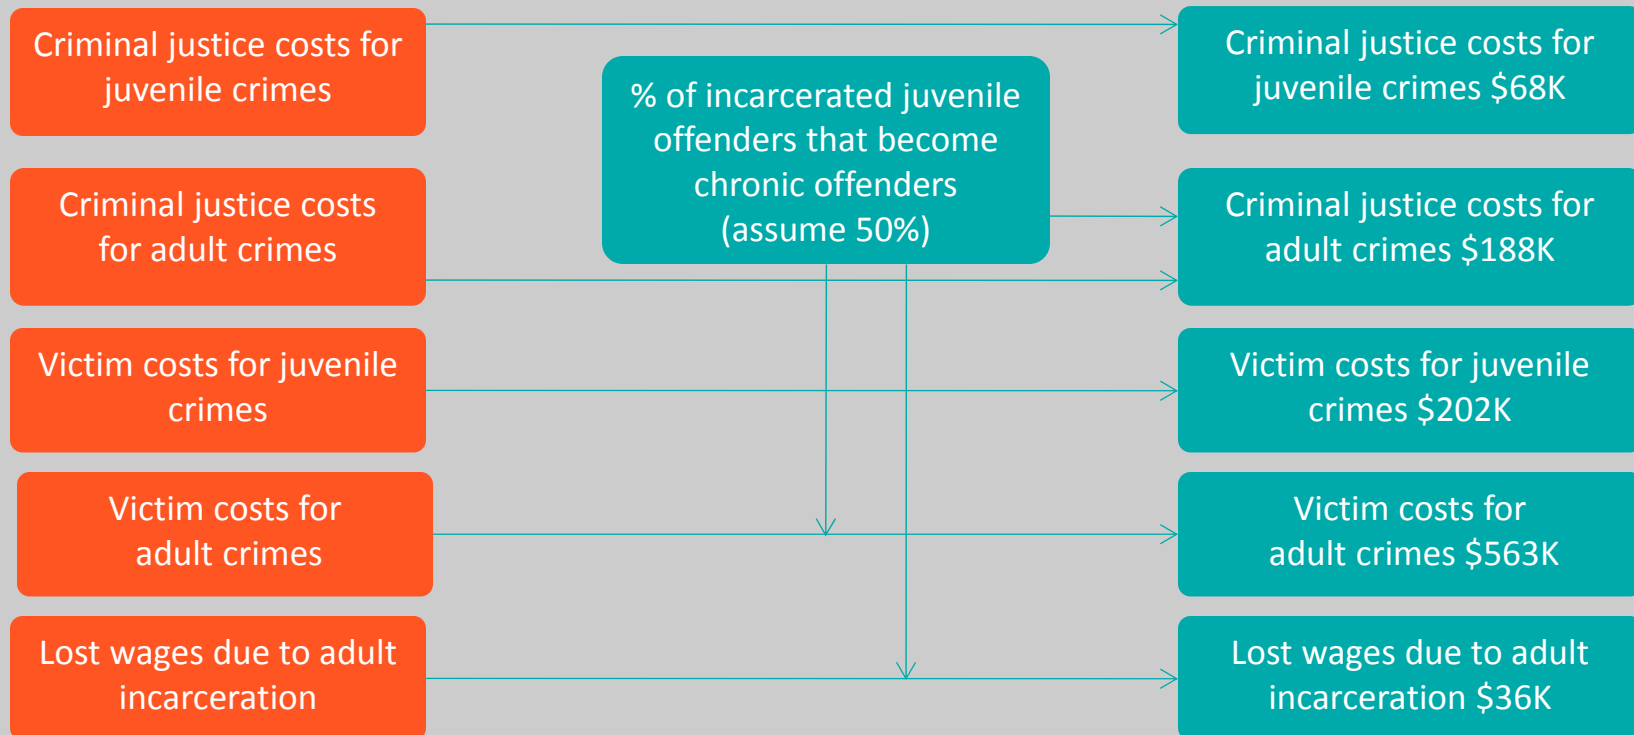 Criminal justice costs for
juvenile crimes
Criminal justice costs for
juvenile crimes $68K
% of incarcerated juvenile
offenders that become
chronic offenders
(assume 50%)
Criminal justice costs
for adult crimes
Criminal justice costs for
adult crimes $188K
Victim costs for juvenile
crimes
Victim costs for juvenile
crimes $202K
Victim costs for
adult crimes
Victim costs for
adult crimes $563K
Lost wages due to adult
incarceration
Lost wages due to adult
incarceration $36K